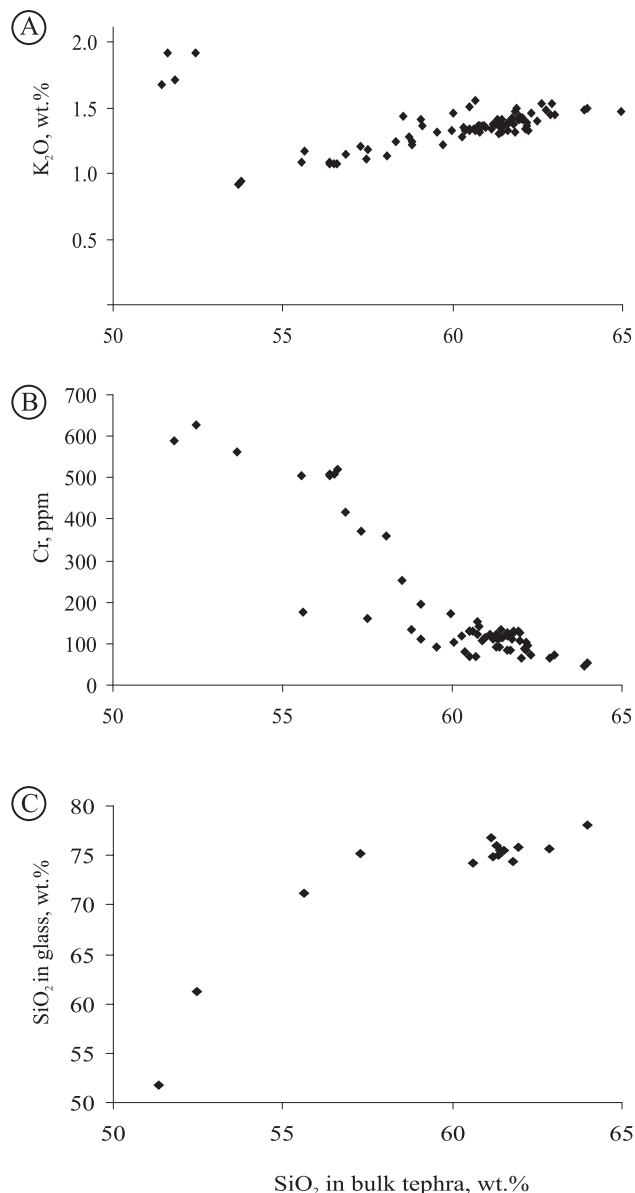 A
2.0
1.5
1.0
0.5
K₂O, wt.%
50 55 60 65
B
700
600
500
400
300
200
100
0
Cr, ppm
50 55 60 65
C
80
75
70
65
60
55
50
SiO₂ in glass, wt.%
50 55 60 65
SiO₂ in bulk tephra, wt.%